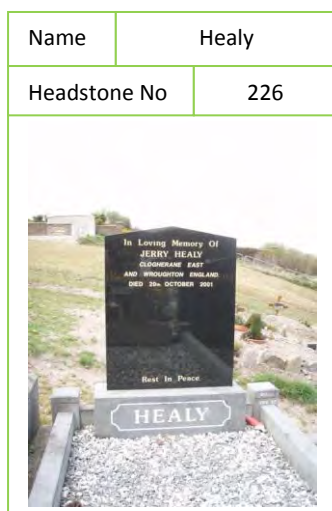 Name Healy
Headstone No 226
In Loving Memory Of
JERRY HEALY
CLOGHERANE EAST
AND WROUGHTON ENGLAND
DIED 29th OCTOBER 2001
Rest In Peace
HEALY